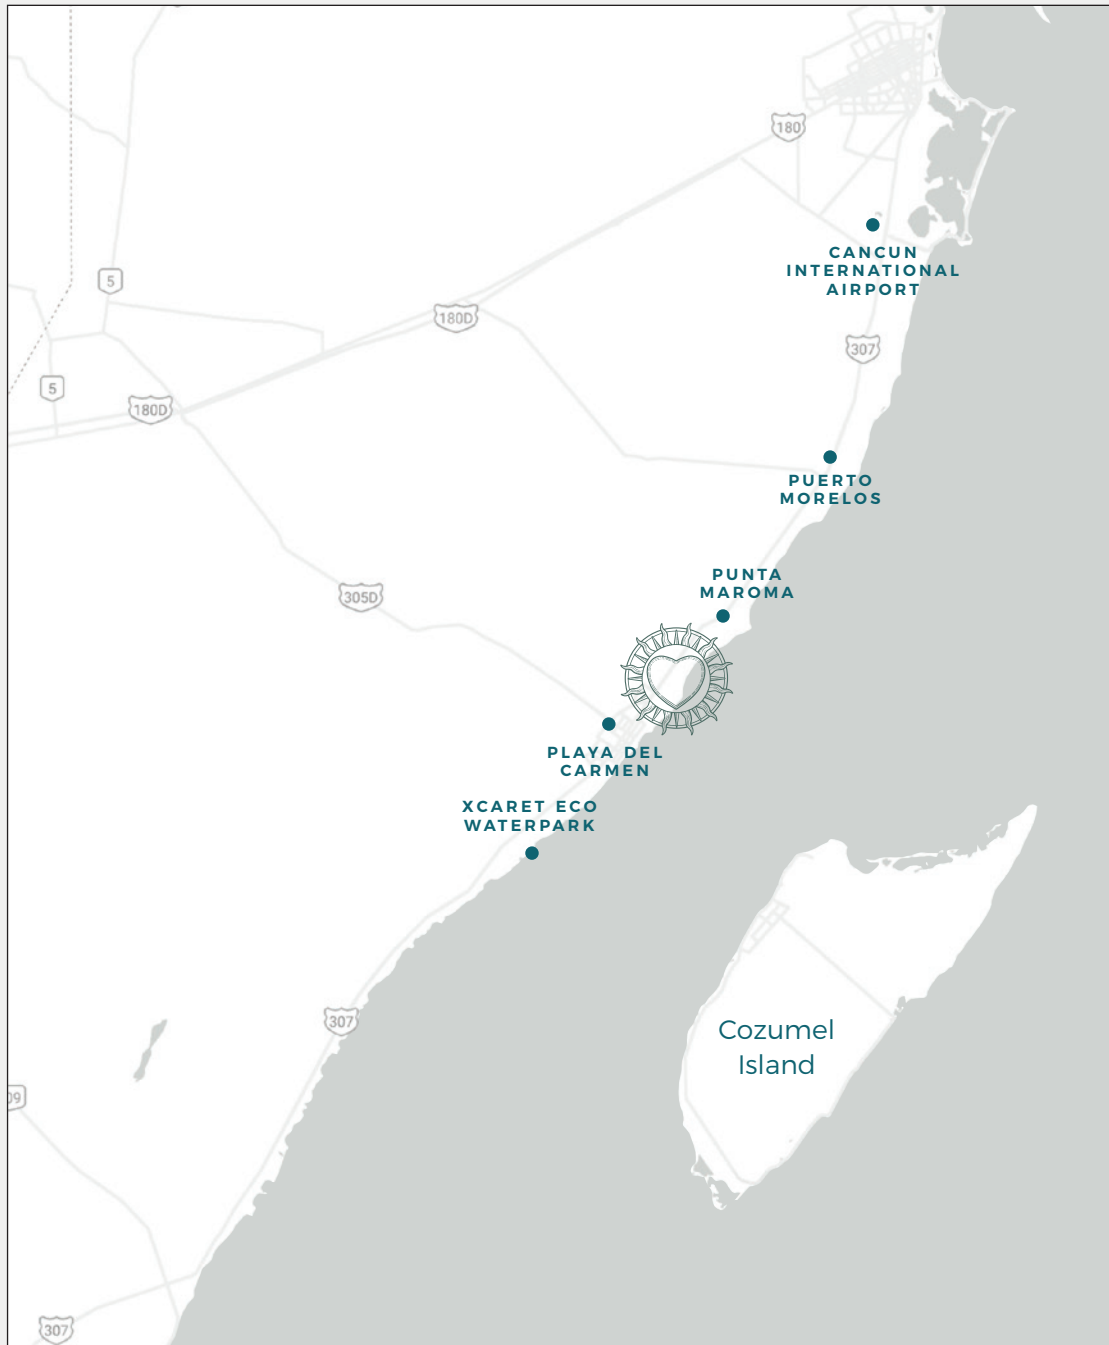 180
CANCUN
INTERNATIONAL
AIRPORT
5
180D
307
5
180D
PUERTO
MORELOS
PUNTA
MAROMA
305D
PLAYA DEL
CARMEN
XCARET ECO
WATERPARK
307
Cozumel
Island
09
307